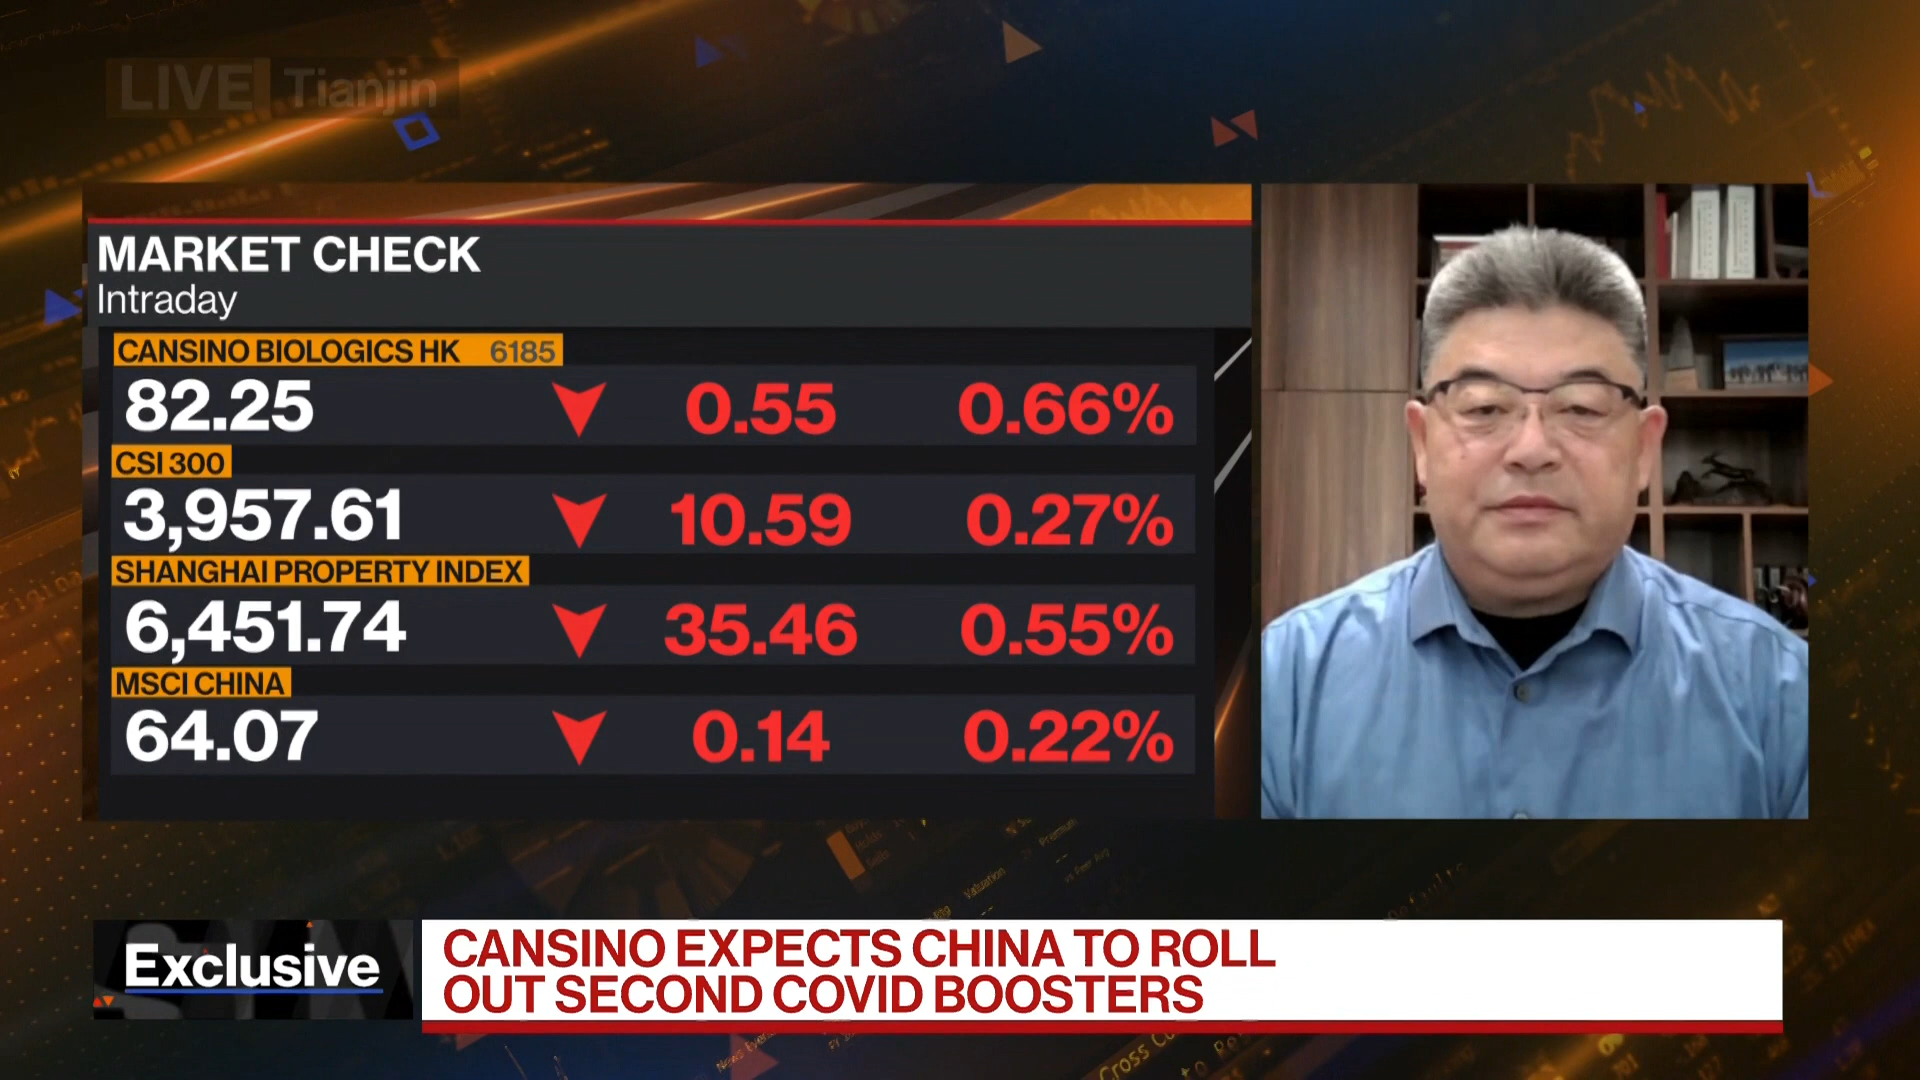 LIVE Tianjin
MARKET CHECK
Intraday
CANSINO BIOLOGICS HK 6185
82.25 0.55 0.66%
CSI 300
3,957.61 10.59 0.27%
SHANGHAI PROPERTY INDEX
6,451.74 35.46 0.55%
MSCI CHINA
64.07 0.14 0.22%
Valuation
Exclusive
CANSINO EXPECTS CHINA TO ROLL
OUT SECOND COVID BOOSTERS